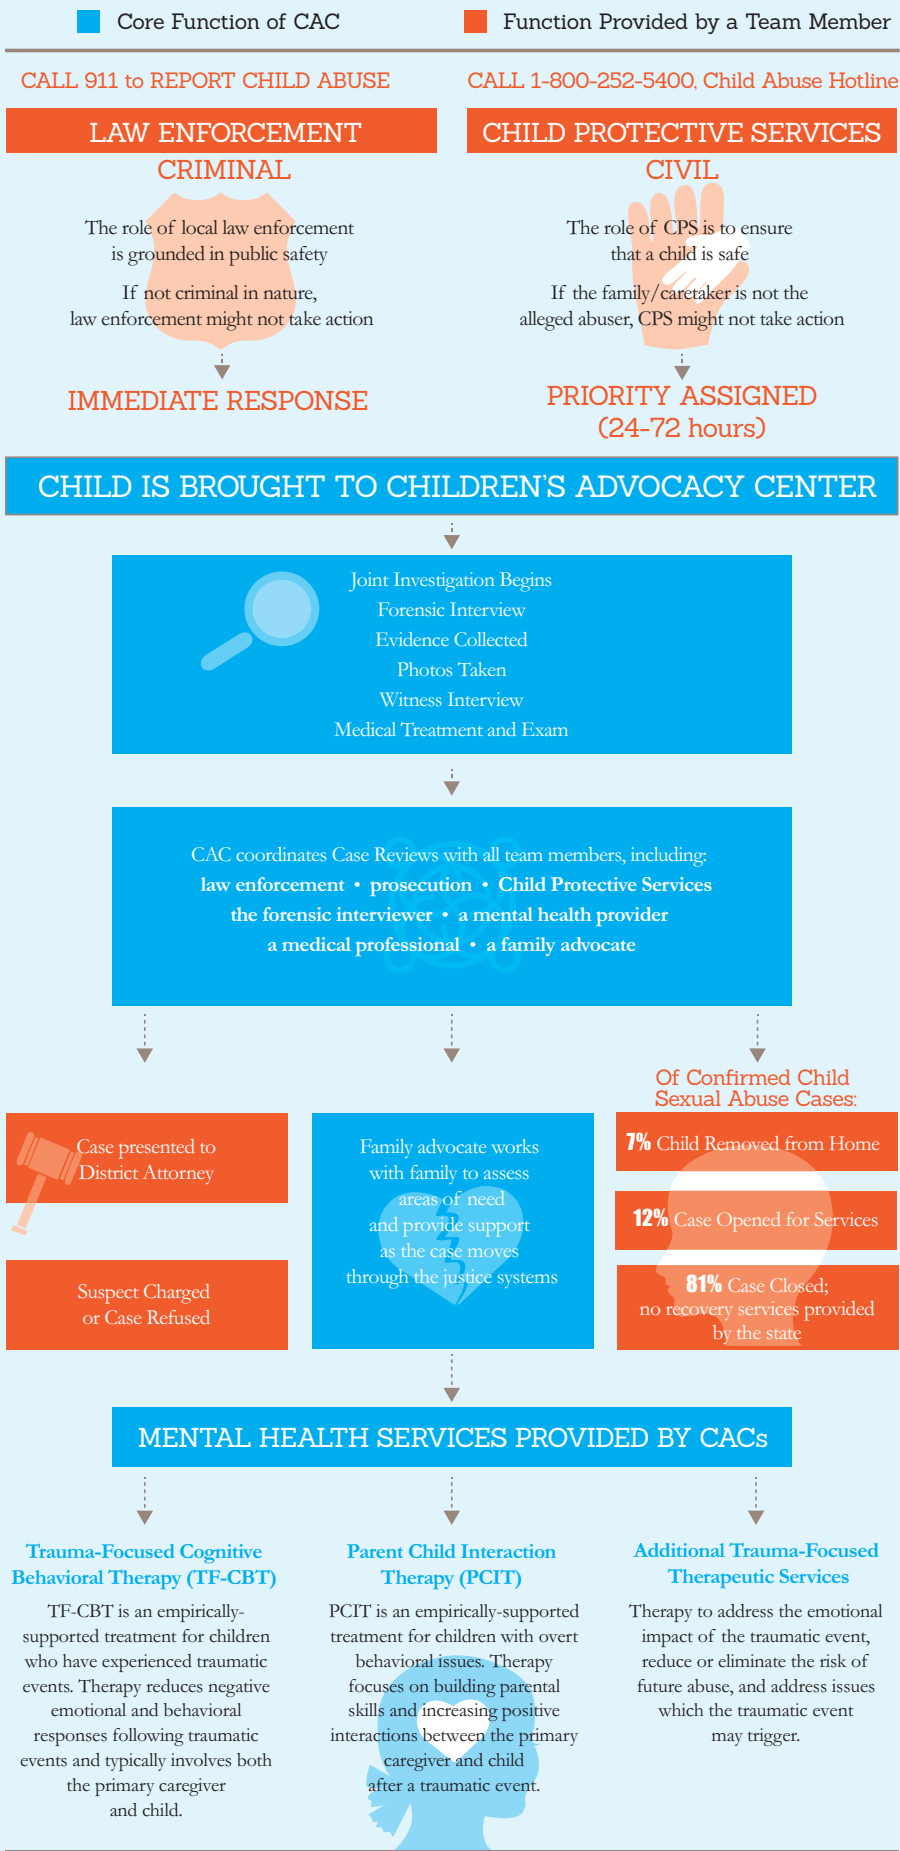 Core Function of CAC
Function Provided by a Team Member
CALL 911 to REPORT CHILD ABUSE
LAW ENFORCEMENT
CRIMINAL
The role of local law enforcement
is grounded in public safety
If not criminal in nature,
law enforcement might not take action
IMMEDIATE RESPONSE
CALL 1-800-252-5400, Child Abuse Hotline
CHILD PROTECTIVE SERVICES
CIVIL
The role of CPS is to ensure
that a child is safe
If the family/caretaker is not the
alleged abuser, CPS might not take action
PRIORITY ASSIGNED
(24-72 hours)
CHILD IS BROUGHT TO CHILDREN'S ADVOCACY CENTER
Joint Investigation Begins
Forensic Interview
Evidence Collected
Photos Taken
Witness Interview
Medical Treatment and Exam
CAC coordinates Case Reviews with all team members, including:
law enforcement • prosecution • Child Protective Services
the forensic interviewer • a mental health provider
a medical professional • a family advocate
Case presented to
District Attorney
Suspect Charged
or Case Refused
Family advocate works
with family to assess
areas of need
and provide support
as the case moves
through the justice systems
Of Confirmed Child
Sexual Abuse Cases:
7% Child Removed from Home
12% Case Opened for Services
81% Case Closed;
no recovery services provided
by the state
MENTAL HEALTH SERVICES PROVIDED BY CACs
Trauma-Focused Cognitive
Behavioral Therapy (TF-CBT)
TF-CBT is an empirically-
supported treatment for children
who have experienced traumatic
events. Therapy reduces negative
emotional and behavioral
responses following traumatic
events and typically involves both
the primary caregiver
and child.
Parent Child Interaction
Therapy (PCIT)
PCIT is an empirically-supported
treatment for children with overt
behavioral issues. Therapy
focuses on building parental
skills and increasing positive
interactions between the primary
caregiver and child
after a traumatic event.
Additional Trauma-Focused
Therapeutic Services
Therapy to address the emotional
impact of the traumatic event,
reduce or eliminate the risk of
future abuse, and address issues
which the traumatic event
may trigger.